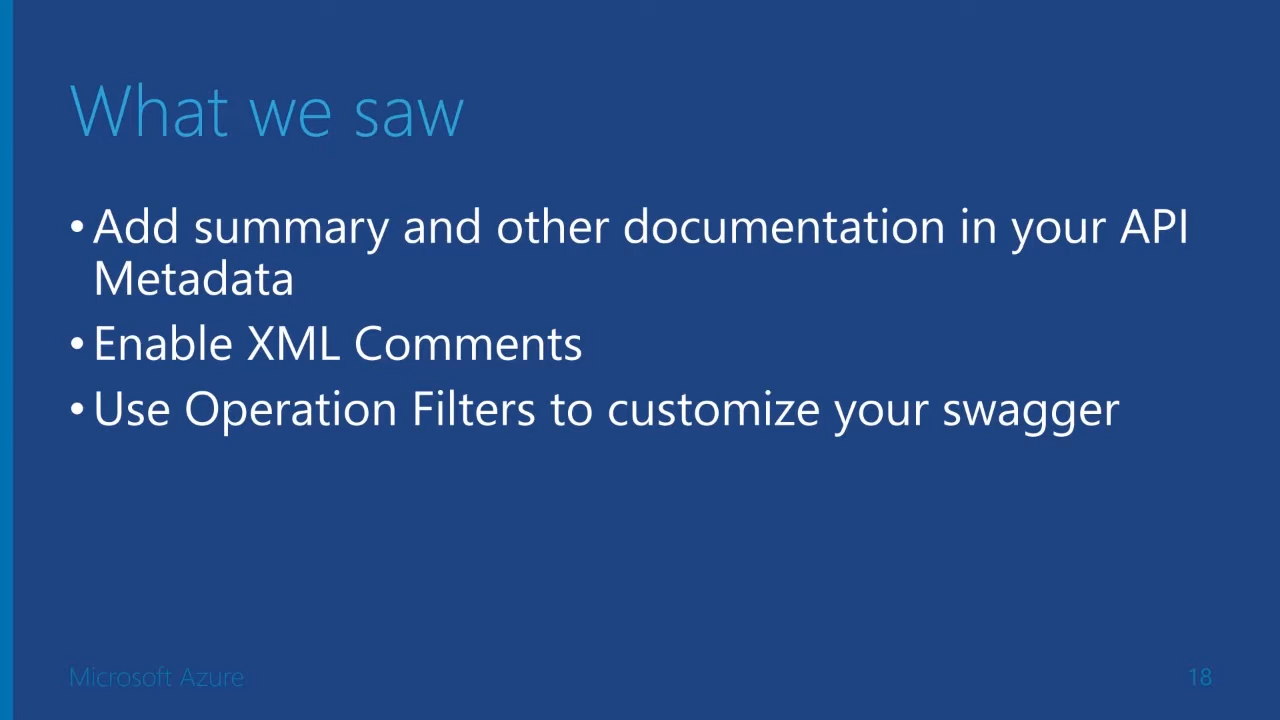 What we saw
• Add summary and other documentation in your API
Metadata
• Enable XML Comments
• Use Operation Filters to customize your swagger
Microsoft Azure
18